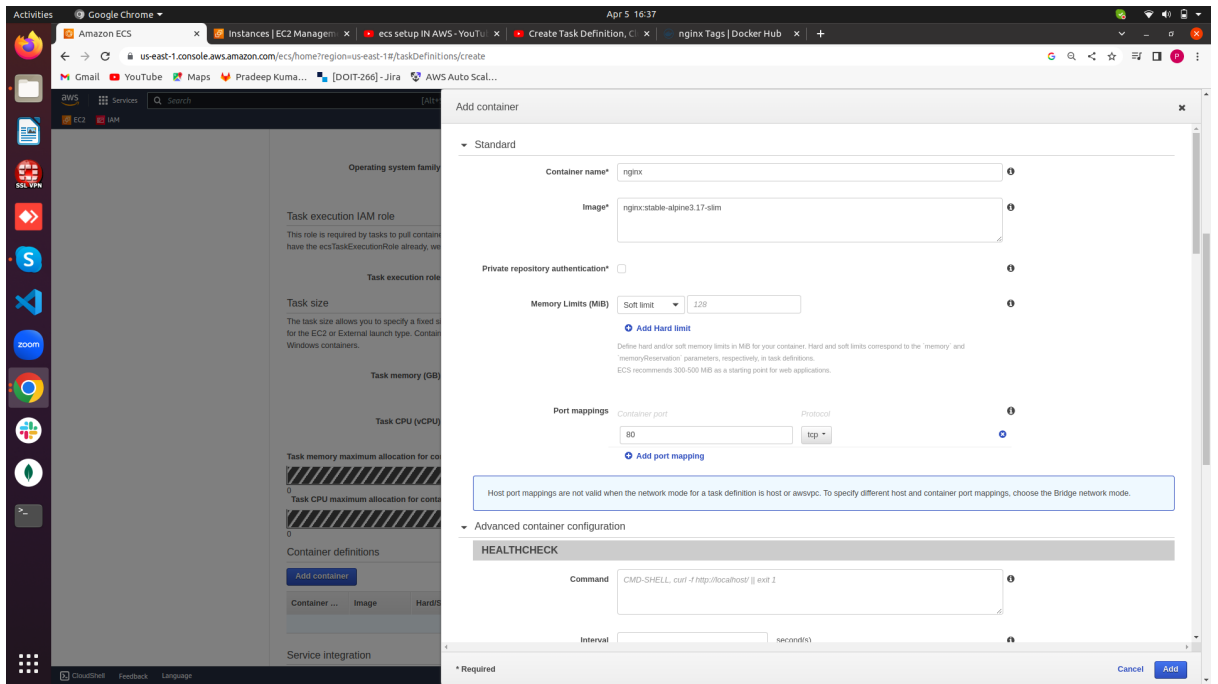 Activities
Google Chrome
Apr 5 16:37
Amazon ECS
Instances | EC2 Managem
ecs setup IN AWS - YouTu
Create Task Definition, Cl
nginx Tags | Docker Hub
us-east-1.console.aws.amazon.com/ecs/home?region=us-east-1#/taskDefinitions/create
Gmail
YouTube
Maps
Pradeep Kuma...
[DOIT-266] - Jira
AWS Auto Scal...
aws
Services
Search
[Alt+
EC2
IAM
Operating system family
Task execution IAM role
This role is required by tasks to pull containe
have the ecsTaskExecutionRole already, we
Task execution role
Task size
The task size allows you to specify a fixed si
for the EC2 or External launch type. Contain
Windows containers.
Task memory (GB)
Task CPU (vCPU)
Task memory maximum allocation for co
0
Task CPU maximum allocation for conta
0
Container definitions
Add container
Container ...
Image
Hard/S
Service integration
CloudShell
Feedback
Language
SSL VPN
zoom
Add container
Standard
Container name*
nginx
Image*
nginx:stable-alpine3.17-slim
Private repository authentication*
Memory Limits (MiB)
Soft limit
128
Add Hard limit
Define hard and/or soft memory limits in MiB for your container. Hard and soft limits correspond to the `memory` and
`memoryReservation` parameters, respectively, in task definitions.
ECS recommends 300-500 MiB as a starting point for web applications.
Port mappings
Container port
Protocol
80
tcp
Add port mapping
Host port mappings are not valid when the network mode for a task definition is host or awsvpc. To specify different host and container port mappings, choose the Bridge network mode.
Advanced container configuration
HEALTHCHECK
Command
CMD-SHELL, curl -f http://localhost/ || exit 1
Interval
second(s)
* Required
Cancel
Add